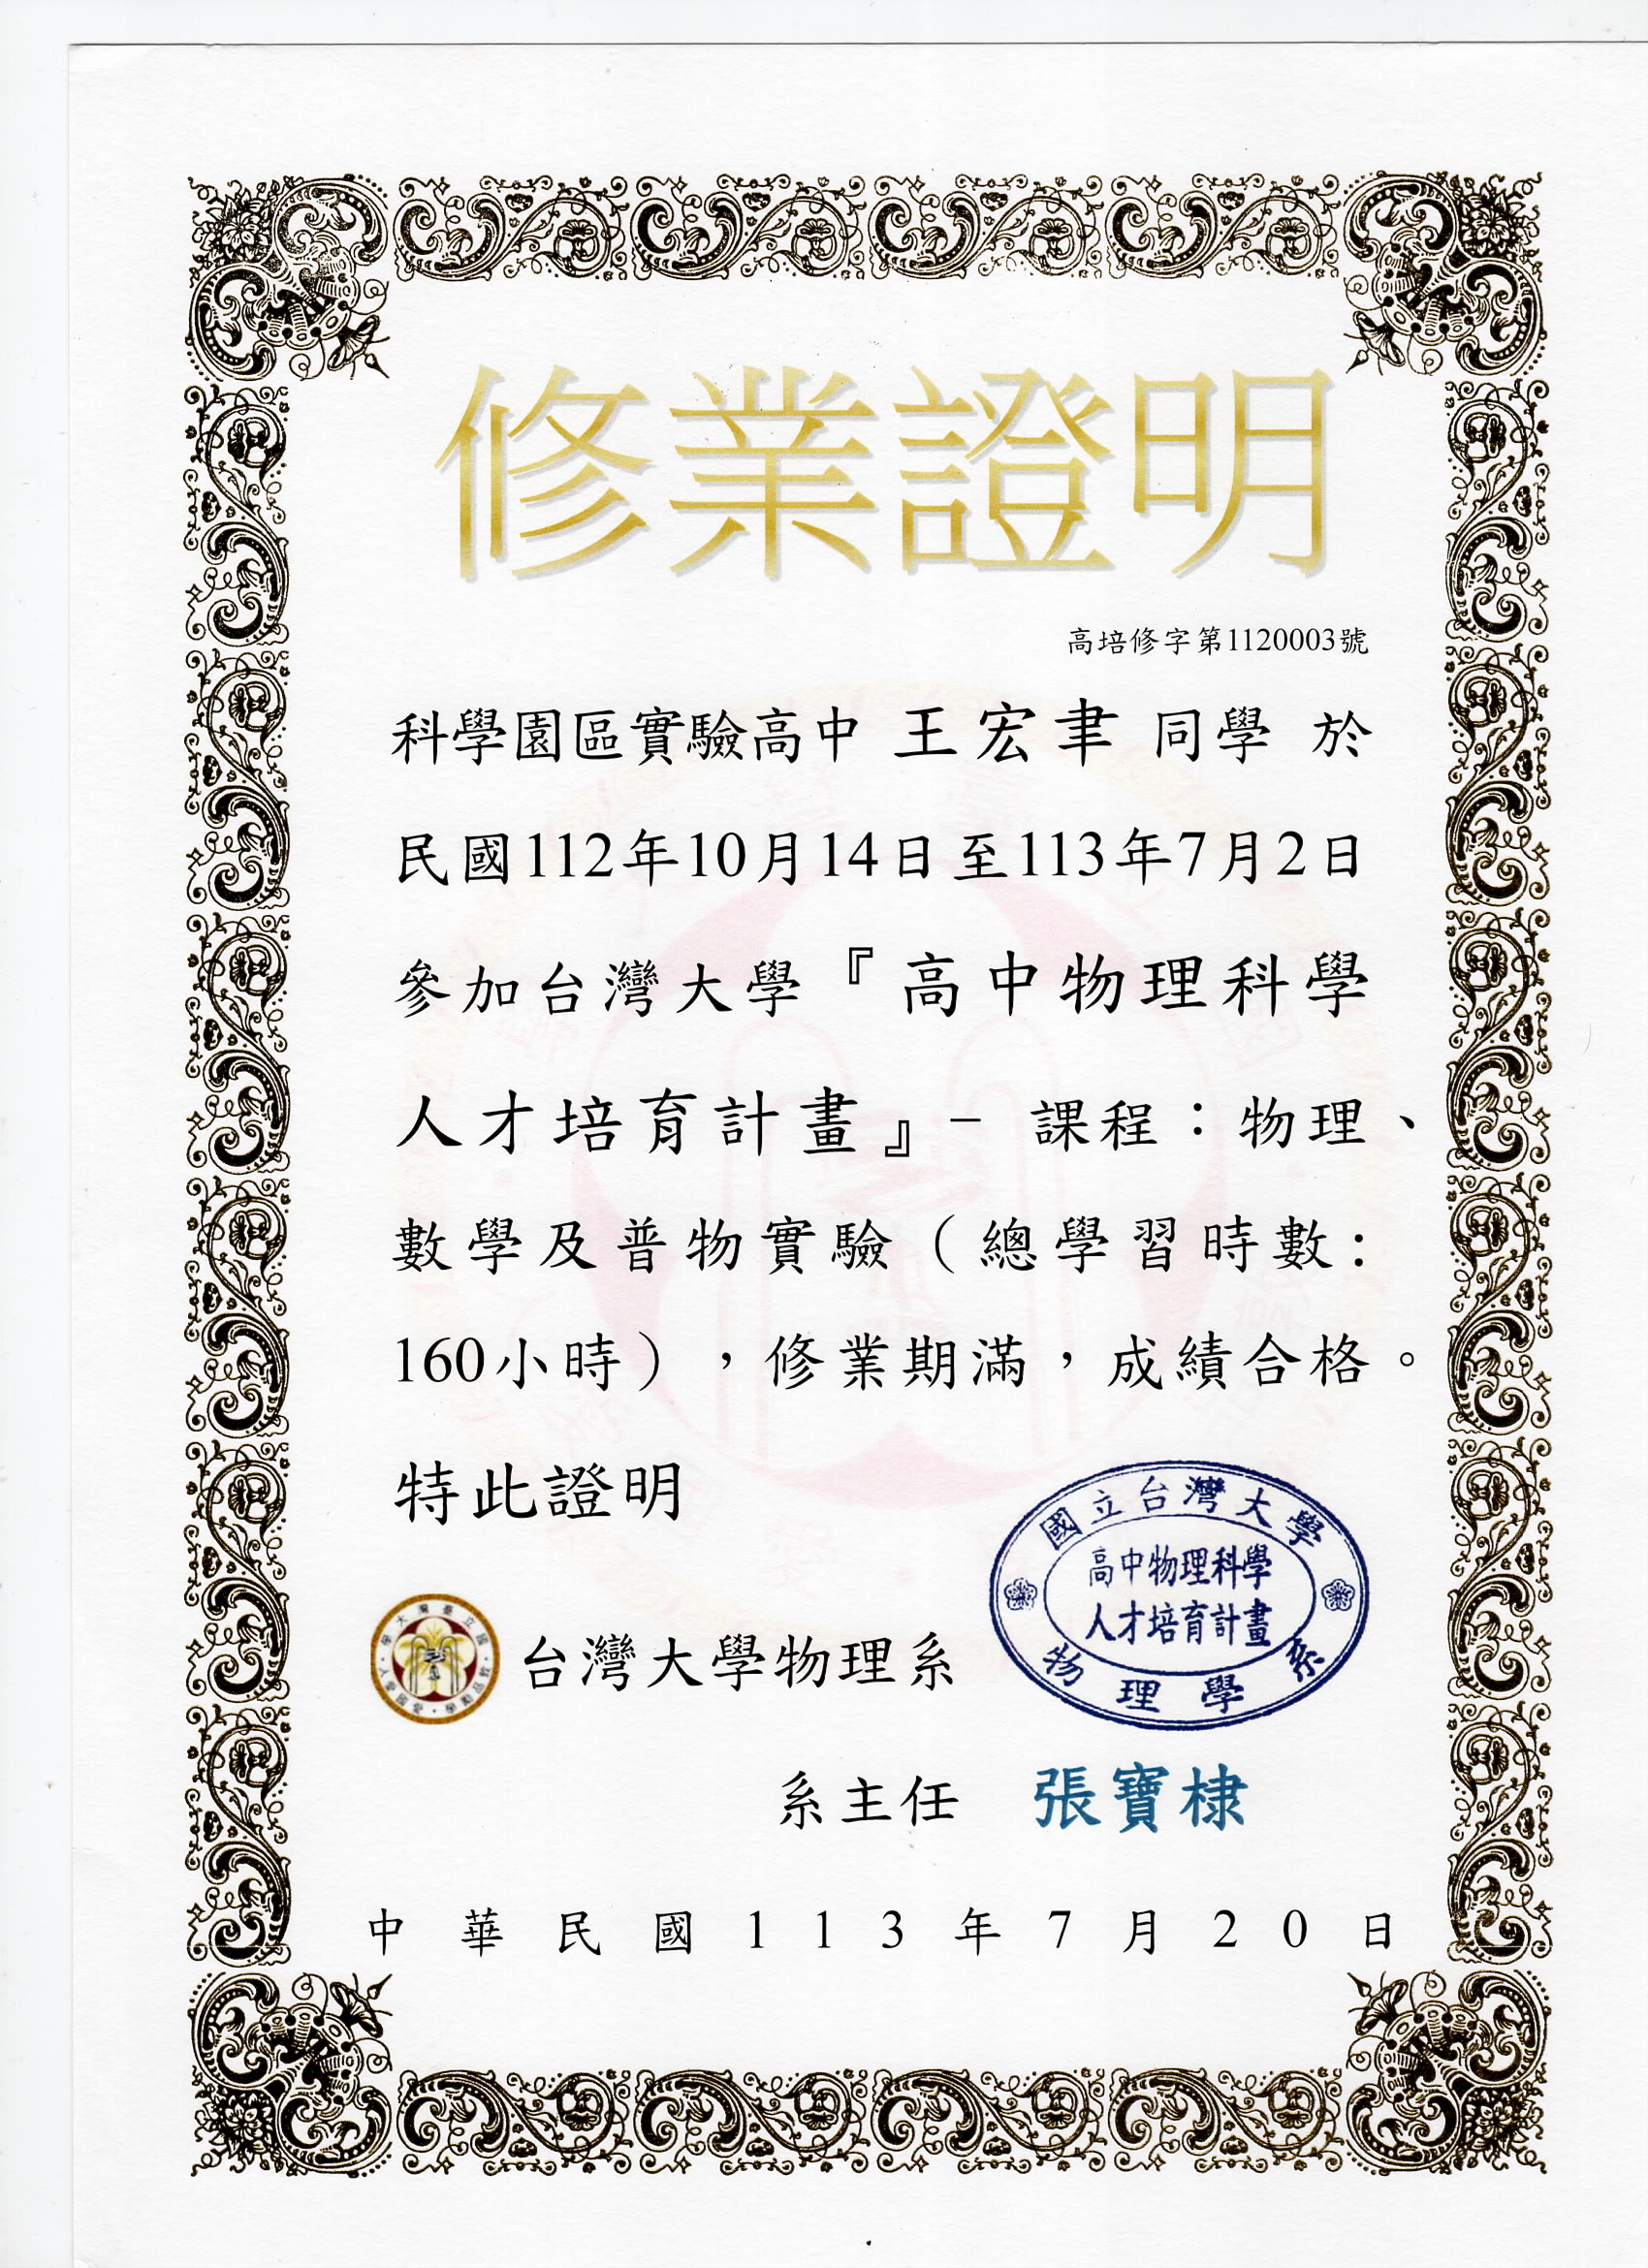 修業證明
高培修字第1120003號
科學園區實驗高中 王宏聿 同學 於
民國112年10月14日至113年7月2日
參加台灣大學『高中物理科學
人才培育計畫』— 課程：物理、
數學及普物實驗（總學習時數：
160小時），修業期滿，成績合格。
特此證明
國立台灣大學
高中物理科學
人才培育計畫
物理學系
台灣大學物理系
系主任 張寶棣
中華民國113年7月20日